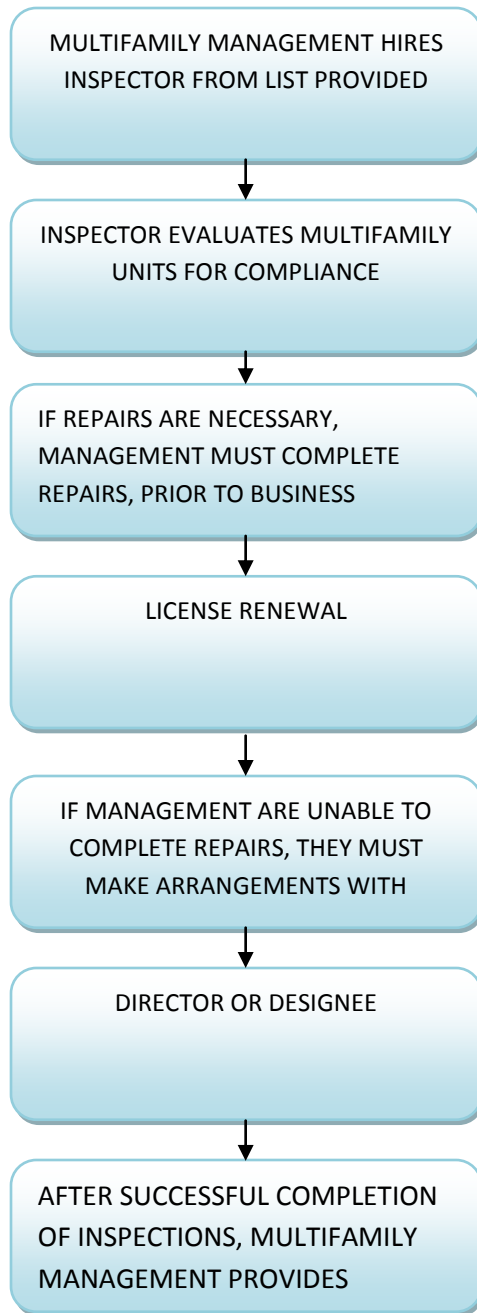 MULTIFAMILY MANAGEMENT HIRES
INSPECTOR FROM LIST PROVIDED
INSPECTOR EVALUATES MULTIFAMILY
UNITS FOR COMPLIANCE
IF REPAIRS ARE NECESSARY,
MANAGEMENT MUST COMPLETE
REPAIRS, PRIOR TO BUSINESS
LICENSE RENEWAL
IF MANAGEMENT ARE UNABLE TO
COMPLETE REPAIRS, THEY MUST
MAKE ARRANGEMENTS WITH
DIRECTOR OR DESIGNEE
AFTER SUCCESSFUL COMPLETION
OF INSPECTIONS, MULTIFAMILY
MANAGEMENT PROVIDES